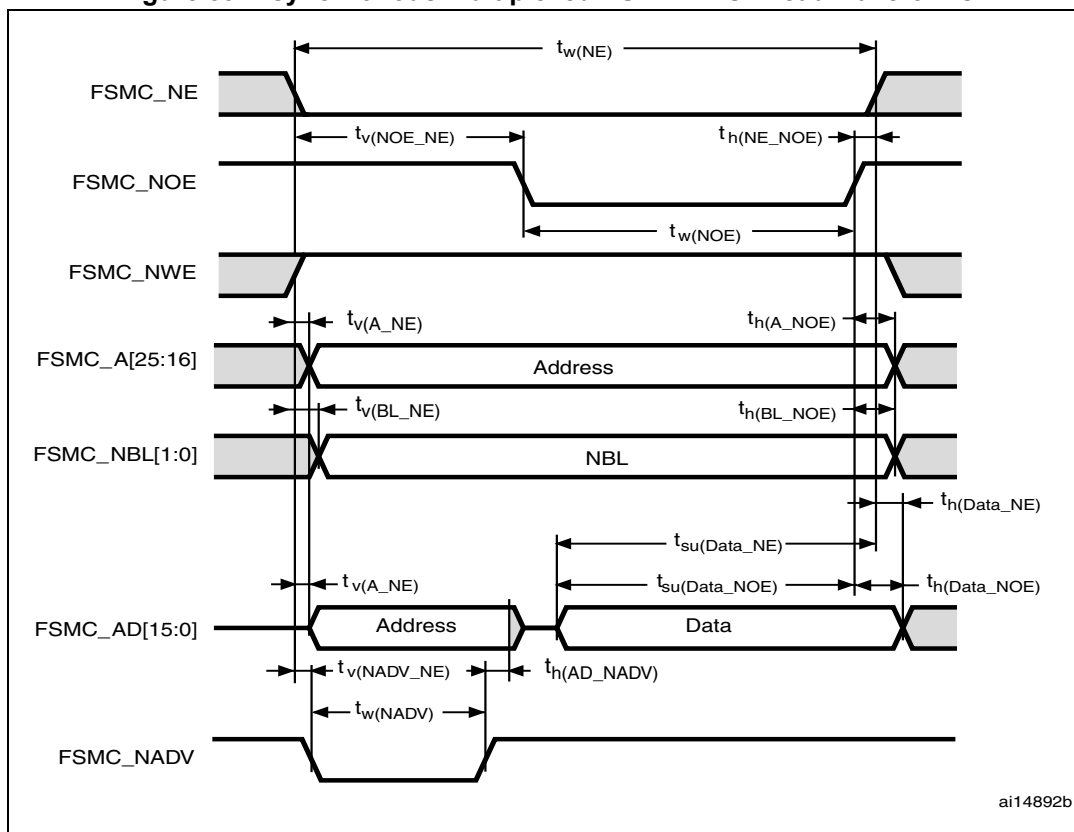 tw(NE)
FSMC_NE
tv(NOE_NE)
th(NE_NOE)
FSMC_NOE
tw(NOE)
FSMC_NWE
tv(A_NE)
th(A_NOE)
FSMC_A[25:16]
Address
tv(BL_NE)
th(BL_NOE)
FSMC_NBL[1:0]
NBL
th(Data_NE)
tsu(Data_NE)
tv(A_NE)
tsu(Data_NOE)
th(Data_NOE)
FSMC_AD[15:0]
Address
Data
tv(NADV_NE)
th(AD_NADV)
tw(NADV)
FSMC_NADV
ai14892b